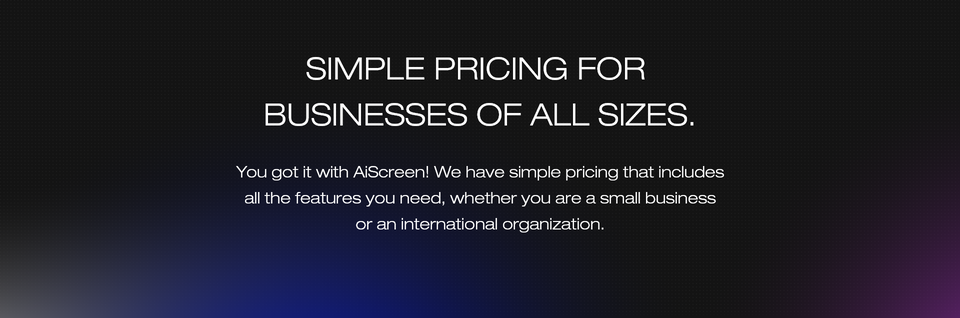 SIMPLE PRICING FOR
BUSINESSES OF ALL SIZES.
You got it with AiScreen! We have simple pricing that includes
all the features you need, whether you are a small business
or an international organization.